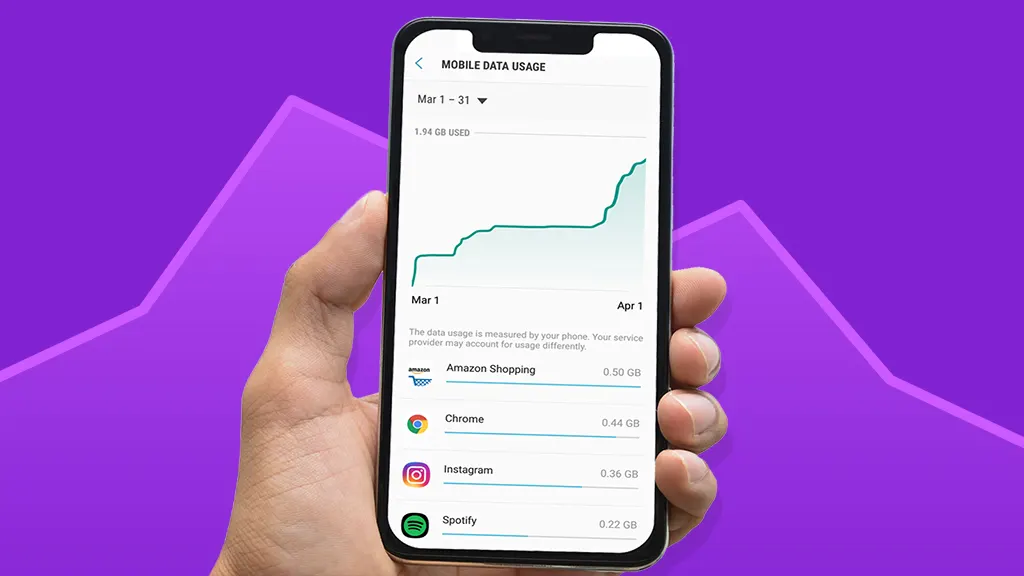 MOBILE DATA USAGE
Mar 1 – 31
1.94 GB USED
Mar 1
Apr 1
The data usage is measured by your phone. Your service
provider may account for usage differently.
amazon
Amazon Shopping
0.50 GB
Chrome
0.44 GB
Instagram
0.36 GB
Spotify
0.22 GB